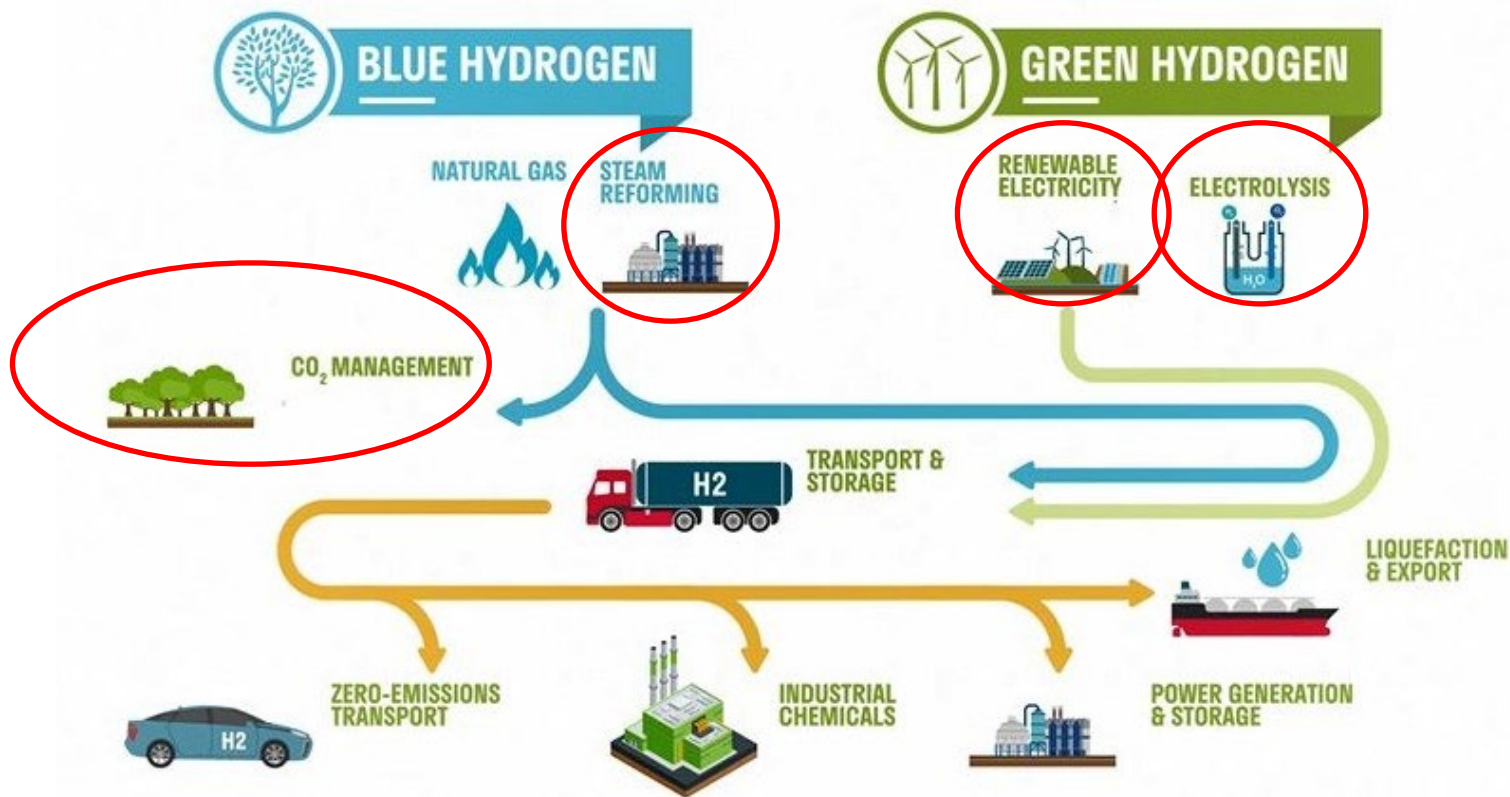 BLUE HYDROGEN
GREEN HYDROGEN
NATURAL GAS
STEAM
REFORMING
RENEWABLE
ELECTRICITY
ELECTROLYSIS
H₂O
CO₂ MANAGEMENT
H2
TRANSPORT &
STORAGE
LIQUEFACTION
& EXPORT
H2
ZERO-EMISSIONS
TRANSPORT
INDUSTRIAL
CHEMICALS
POWER GENERATION
& STORAGE